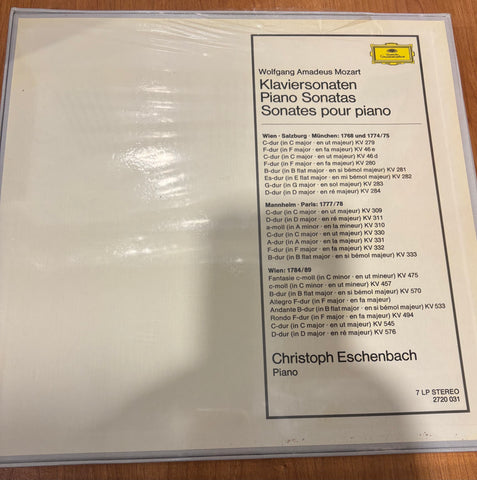 Deutsche
Grammophon
Wolfgang Amadeus Mozart
Klaviersonaten
Piano Sonatas
Sonates pour piano
Wien · Salzburg · München: 1768 und 1774/75
C-dur (in C major · en ut majeur) KV 279
F-dur (in F major · en fa majeur) KV 46 e
C-dur (in C major · en ut majeur) KV 46 d
F-dur (in F major · en fa majeur) KV 280
B-dur (in B flat major · en si bémol majeur) KV 281
Es-dur (in E flat major · en mi bémol majeur) KV 282
G-dur (in G major · en sol majeur) KV 283
D-dur (in D major · en ré majeur) KV 284
Mannheim · Paris: 1777/78
C-dur (in C major · en ut majeur) KV 309
D-dur (in D major · en ré majeur) KV 311
a-moll (in A minor · en la mineur) KV 310
C-dur (in C major · en ut majeur) KV 330
A-dur (in A major · en la majeur) KV 331
F-dur (in F major · en fa majeur) KV 332
B-dur (in B flat major · en si bémol majeur) KV 333
Wien: 1784/89
Fantasie c-moll (in C minor · en ut mineur) KV 475
c-moll (in C minor · en ut mineur) KV 457
B-dur (in B flat major · en si bémol majeur) KV 570
Allegro F-dur (in F major · en fa majeur)
Andante B-dur (in B flat major · en si bémol majeur) KV 533
Rondo F-dur (in F major · en fa majeur) KV 494
C-dur (in C major · en ut majeur) KV 545
D-dur (in D major · en ré majeur) KV 576
Christoph Eschenbach
Piano
7 LP STEREO
2720 031